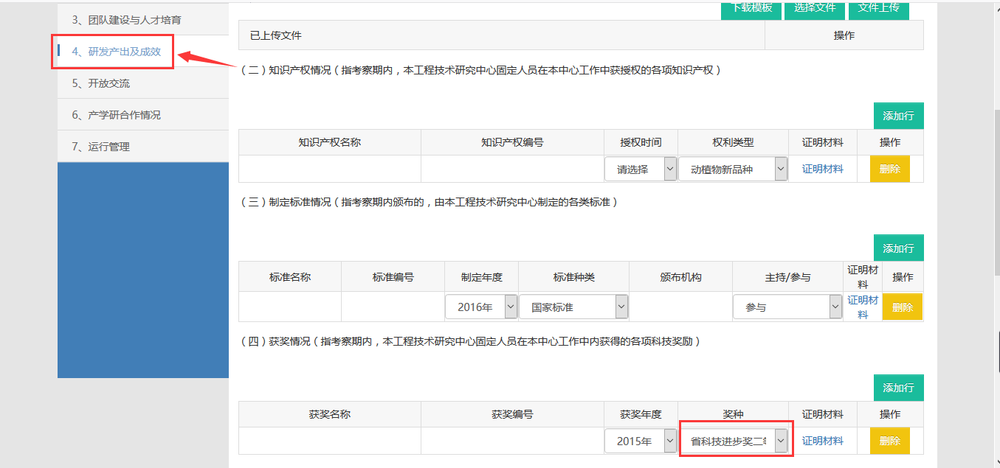 3、团队建设与人才培育
4、研发产出及成效
5、开放交流
6、产学研合作情况
7、运行管理
下载模板 选择文件 文件上传
已上传文件 操作
（二）知识产权情况（指考察期内，本工程技术研究中心固定人员在本中心工作中获授权的各项知识产权）
添加行
知识产权名称 知识产权编号 授权时间 权利类型 证明材料 操作
请选择 动植物新品种 证明材料 删除
（三）制定标准情况（指考察期内颁布的，由本工程技术研究中心制定的各类标准）
添加行
标准名称 标准编号 制定年度 标准种类 颁布机构 主持/参与 证明材料 操作
2016年 国家标准 参与 证明材料 删除
（四）获奖情况（指考察期内，本工程技术研究中心固定人员在本中心工作中内获得的各项科技奖励）
添加行
获奖名称 获奖编号 获奖年度 奖种 证明材料 操作
2015年 省科技进步奖二 证明材料 删除